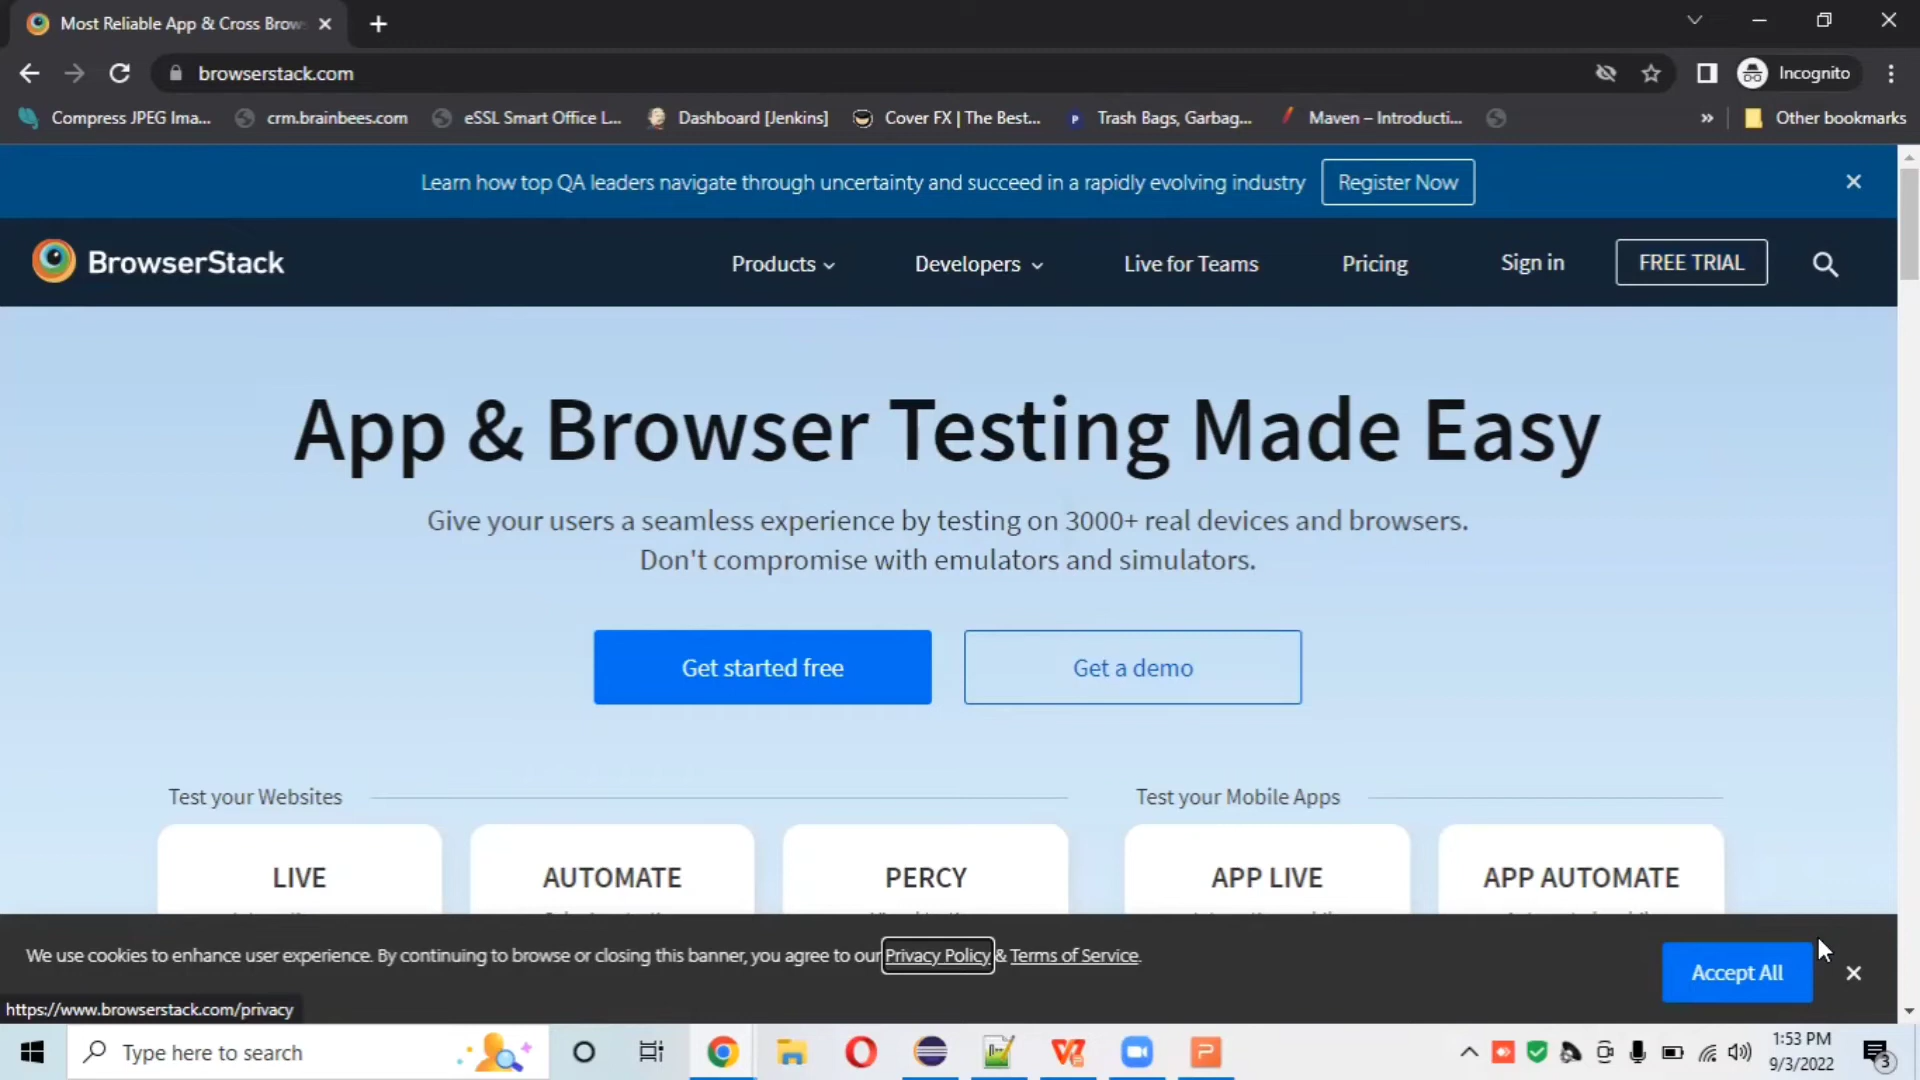 Most Reliable App & Cross Brow
browserstack.com
Incognito
Compress JPEG Ima...
crm.brainbees.com
eSSL Smart Office L...
Dashboard [Jenkins]
Cover FX | The Best...
Trash Bags, Garbag...
Maven – Introducti...
»
Other bookmarks
Learn how top QA leaders navigate through uncertainty and succeed in a rapidly evolving industry
Register Now
BrowserStack
Products
Developers
Live for Teams
Pricing
Sign in
FREE TRIAL
App & Browser Testing Made Easy
Give your users a seamless experience by testing on 3000+ real devices and browsers.
Don't compromise with emulators and simulators.
Get started free
Get a demo
Test your Websites
Test your Mobile Apps
LIVE
AUTOMATE
PERCY
APP LIVE
APP AUTOMATE
We use cookies to enhance user experience. By continuing to browse or closing this banner, you agree to our Privacy Policy & Terms of Service.
Accept All
https://www.browserstack.com/privacy
Type here to search
1:53 PM
9/3/2022
3